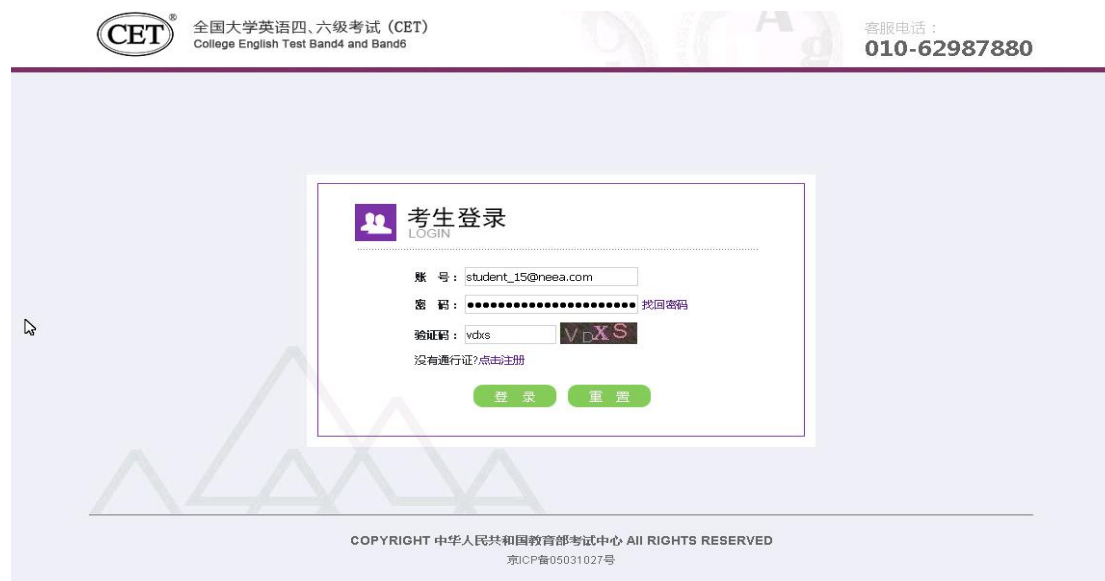 CET®
全国大学英语四、六级考试（CET）
College English Test Band4 and Band6
客服电话：
010-62987880
考生登录
LOGIN
账 号：student_15@neea.com
密 码：●●●●●●●●●●●●●●●●●●●●●● 找回密码
验证码：vdxs VDXS
没有通行证?点击注册
登 录 重 置
COPYRIGHT 中华人民共和国教育部考试中心 All RIGHTS RESERVED
京ICP备05031027号